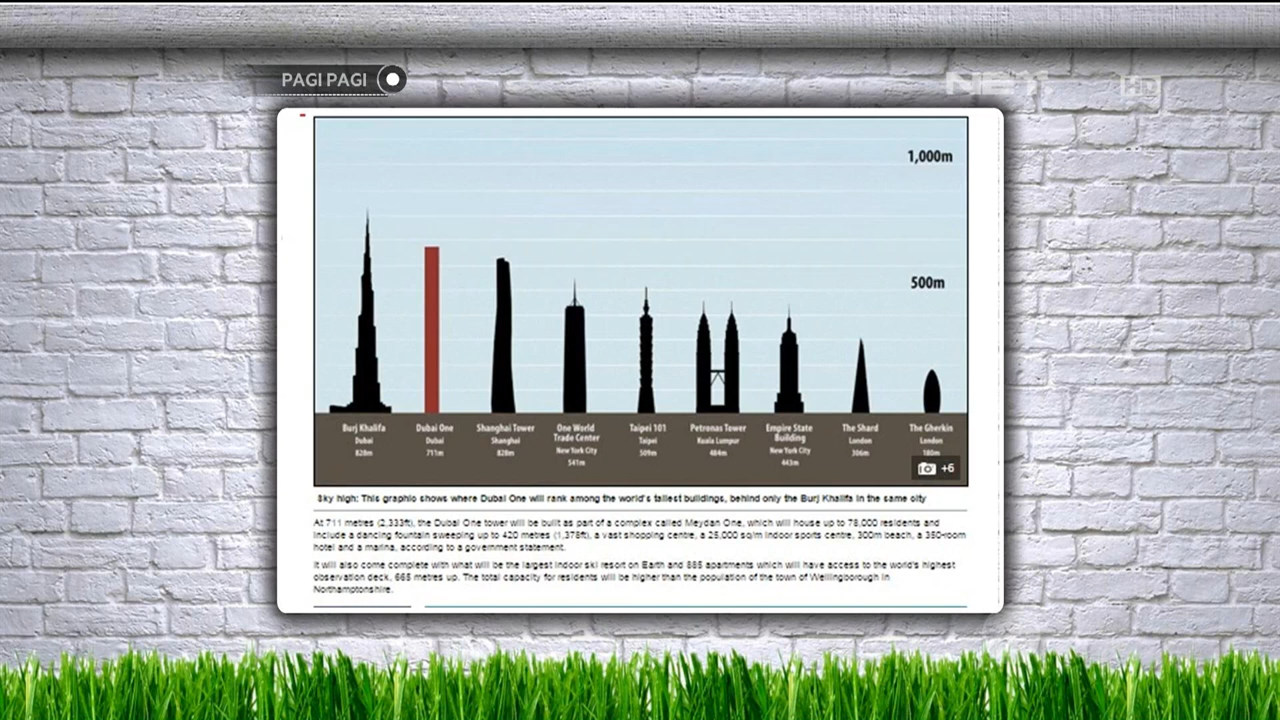 PAGI PAGI
NET.
HD
1,000m
500m
Burj Khalifa
Dubai
828m
Dubai One
Dubai
711m
Shanghai Tower
Shanghai
828m
One World
Trade Center
New York City
541m
Taipei 101
Taipei
509m
Petronas Tower
Kuala Lumpur
484m
Empire State
Building
New York City
443m
The Shard
London
306m
The Gherkin
London
180m
+6
Sky high: This graphic shows where Dubai One will rank among the world's tallest buildings, behind only the Burj Khalifa in the same city
At 711 metres (2,333ft), the Dubai One tower will be built as part of a complex called Meydan One, which will house up to 78,000 residents and
include a dancing fountain sweeping up to 420 metres (1,378ft), a vast shopping centre, a 25,000 sq/m indoor sports centre, 300m beach, a 350-room
hotel and a marina, according to a government statement.
It will also come complete with what will be the largest indoor ski resort on Earth and 885 apartments which will have access to the world's highest
observation deck, 665 metres up. The total capacity for residents will be higher than the population of the town of Wellingborough in
Northamptonshire.